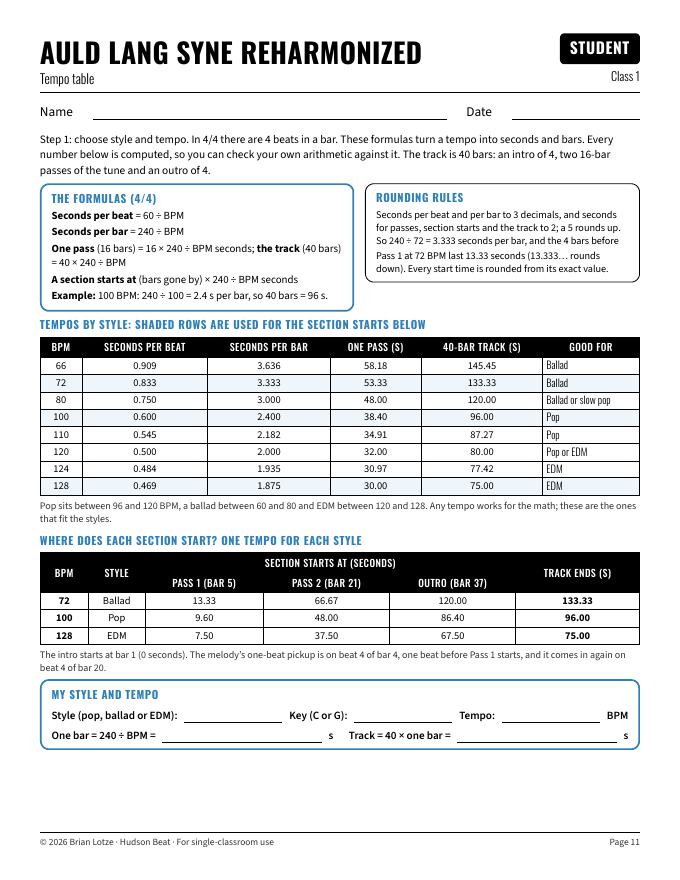 AULD LANG SYNE REHARMONIZED
STUDENT
Tempo table
Class 1
Name
Date
Step 1: choose style and tempo. In 4/4 there are 4 beats in a bar. These formulas turn a tempo into seconds and bars. Every
number below is computed, so you can check your own arithmetic against it. The track is 40 bars: an intro of 4, two 16-bar
passes of the tune and an outro of 4.
THE FORMULAS (4/4)
Seconds per beat = 60 ÷ BPM
Seconds per bar = 240 ÷ BPM
One pass (16 bars) = 16 × 240 ÷ BPM seconds; the track (40 bars)
= 40 × 240 ÷ BPM
A section starts at (bars gone by) × 240 ÷ BPM seconds
Example: 100 BPM: 240 ÷ 100 = 2.4 s per bar, so 40 bars = 96 s.
ROUNDING RULES
Seconds per beat and per bar to 3 decimals, and seconds
for passes, section starts and the track to 2; a 5 rounds up.
So 240 ÷ 72 = 3.333 seconds per bar, and the 4 bars before
Pass 1 at 72 BPM last 13.33 seconds (13.333... rounds
down). Every start time is rounded from its exact value.
TEMPOS BY STYLE: SHADED ROWS ARE USED FOR THE SECTION STARTS BELOW
BPM SECONDS PER BEAT SECONDS PER BAR ONE PASS (S) 40-BAR TRACK (S) GOOD FOR
66 0.909 3.636 58.18 145.45 Ballad
72 0.833 3.333 53.33 133.33 Ballad
80 0.750 3.000 48.00 120.00 Ballad or slow pop
100 0.600 2.400 38.40 96.00 Pop
110 0.545 2.182 34.91 87.27 Pop
120 0.500 2.000 32.00 80.00 Pop or EDM
124 0.484 1.935 30.97 77.42 EDM
128 0.469 1.875 30.00 75.00 EDM
Pop sits between 96 and 120 BPM, a ballad between 60 and 80 and EDM between 120 and 128. Any tempo works for the math; these are the ones
that fit the styles.
WHERE DOES EACH SECTION START? ONE TEMPO FOR EACH STYLE
BPM STYLE SECTION STARTS AT (SECONDS) TRACK ENDS (S)
PASS 1 (BAR 5) PASS 2 (BAR 21) OUTRO (BAR 37)
72 Ballad 13.33 66.67 120.00 133.33
100 Pop 9.60 48.00 86.40 96.00
128 EDM 7.50 37.50 67.50 75.00
The intro starts at bar 1 (0 seconds). The melody's one-beat pickup is on beat 4 of bar 4, one beat before Pass 1 starts, and it comes in again on
beat 4 of bar 20.
MY STYLE AND TEMPO
Style (pop, ballad or EDM): Key (C or G): Tempo: BPM
One bar = 240 ÷ BPM = s Track = 40 × one bar = s
© 2026 Brian Lotze · Hudson Beat · For single-classroom use
Page 11